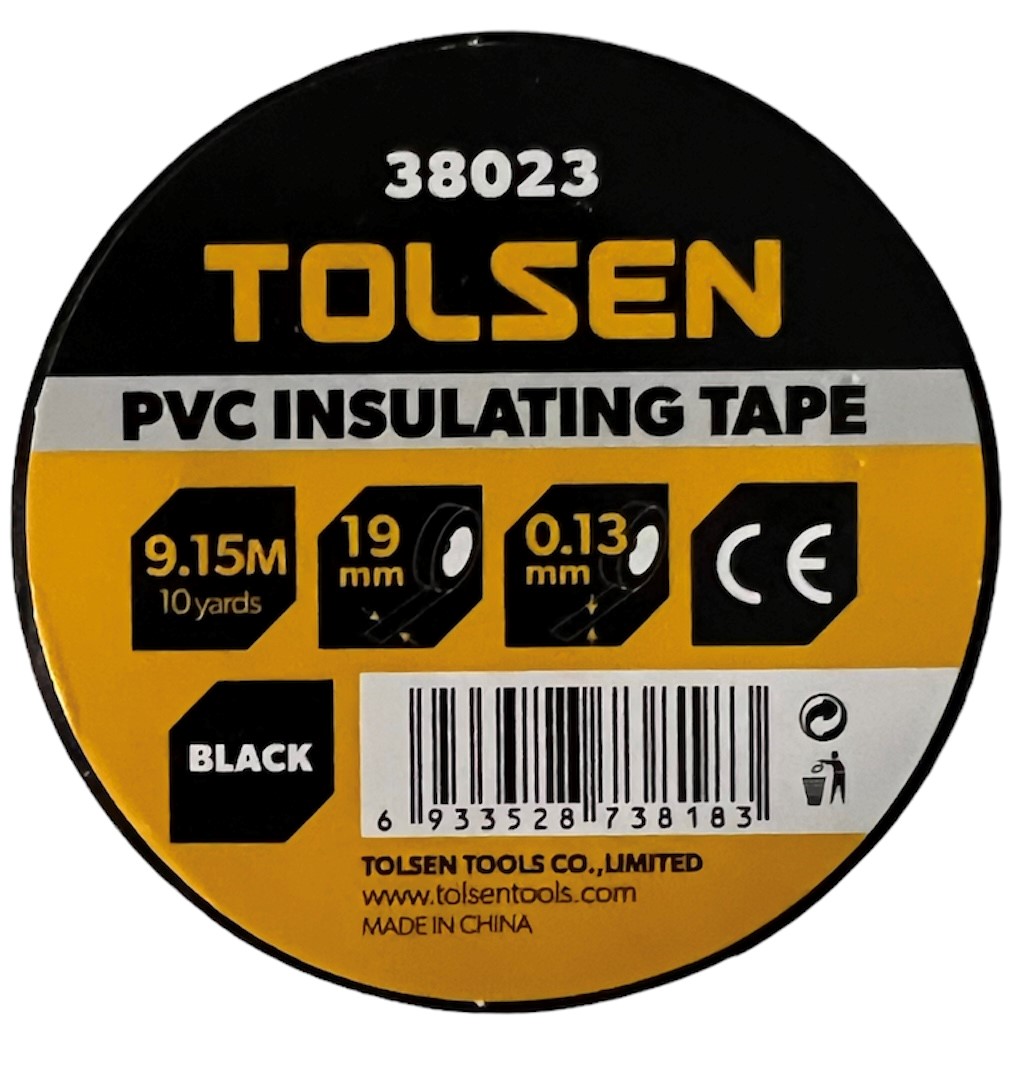 38023
TOLSEN
PVC INSULATING TAPE
9.15M
10 yards
19
mm
0.13
mm
CE
BLACK
6 933528 738183
TOLSEN TOOLS CO.,LIMITED
www.tolsentools.com
MADE IN CHINA